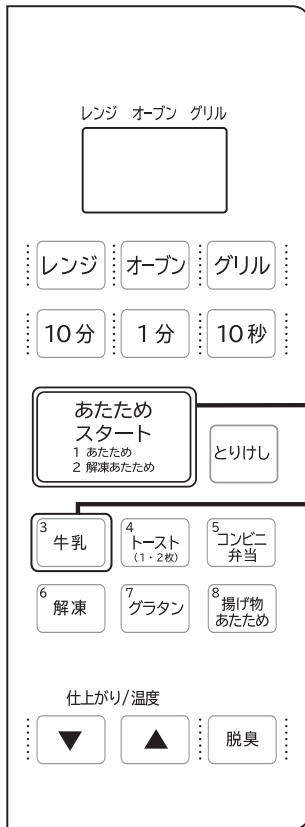 レンジ オーブン グリル
レンジ オーブン グリル
10分 1分 10秒
あたため
スタート
1 あたため
2 解凍あたため
とりけし
3 牛乳
4 トースト
(1・2枚)
5 コンビニ
弁当
6 解凍
7 グラタン
8 揚げ物
あたため
仕上がり/温度
▼ ▲ 脱臭